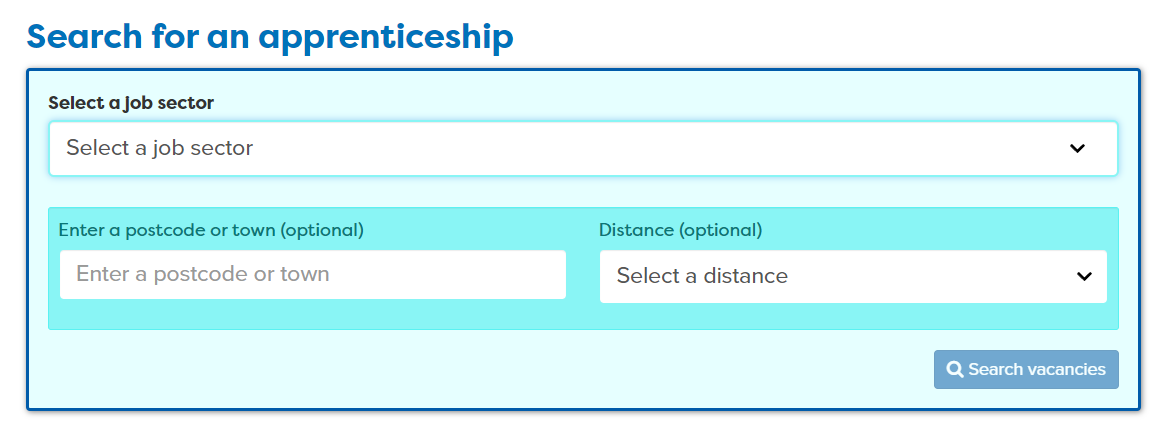 Search for an apprenticeship
Select a job sector
Select a job sector
Enter a postcode or town (optional)
Distance (optional)
Enter a postcode or town
Select a distance
Search vacancies